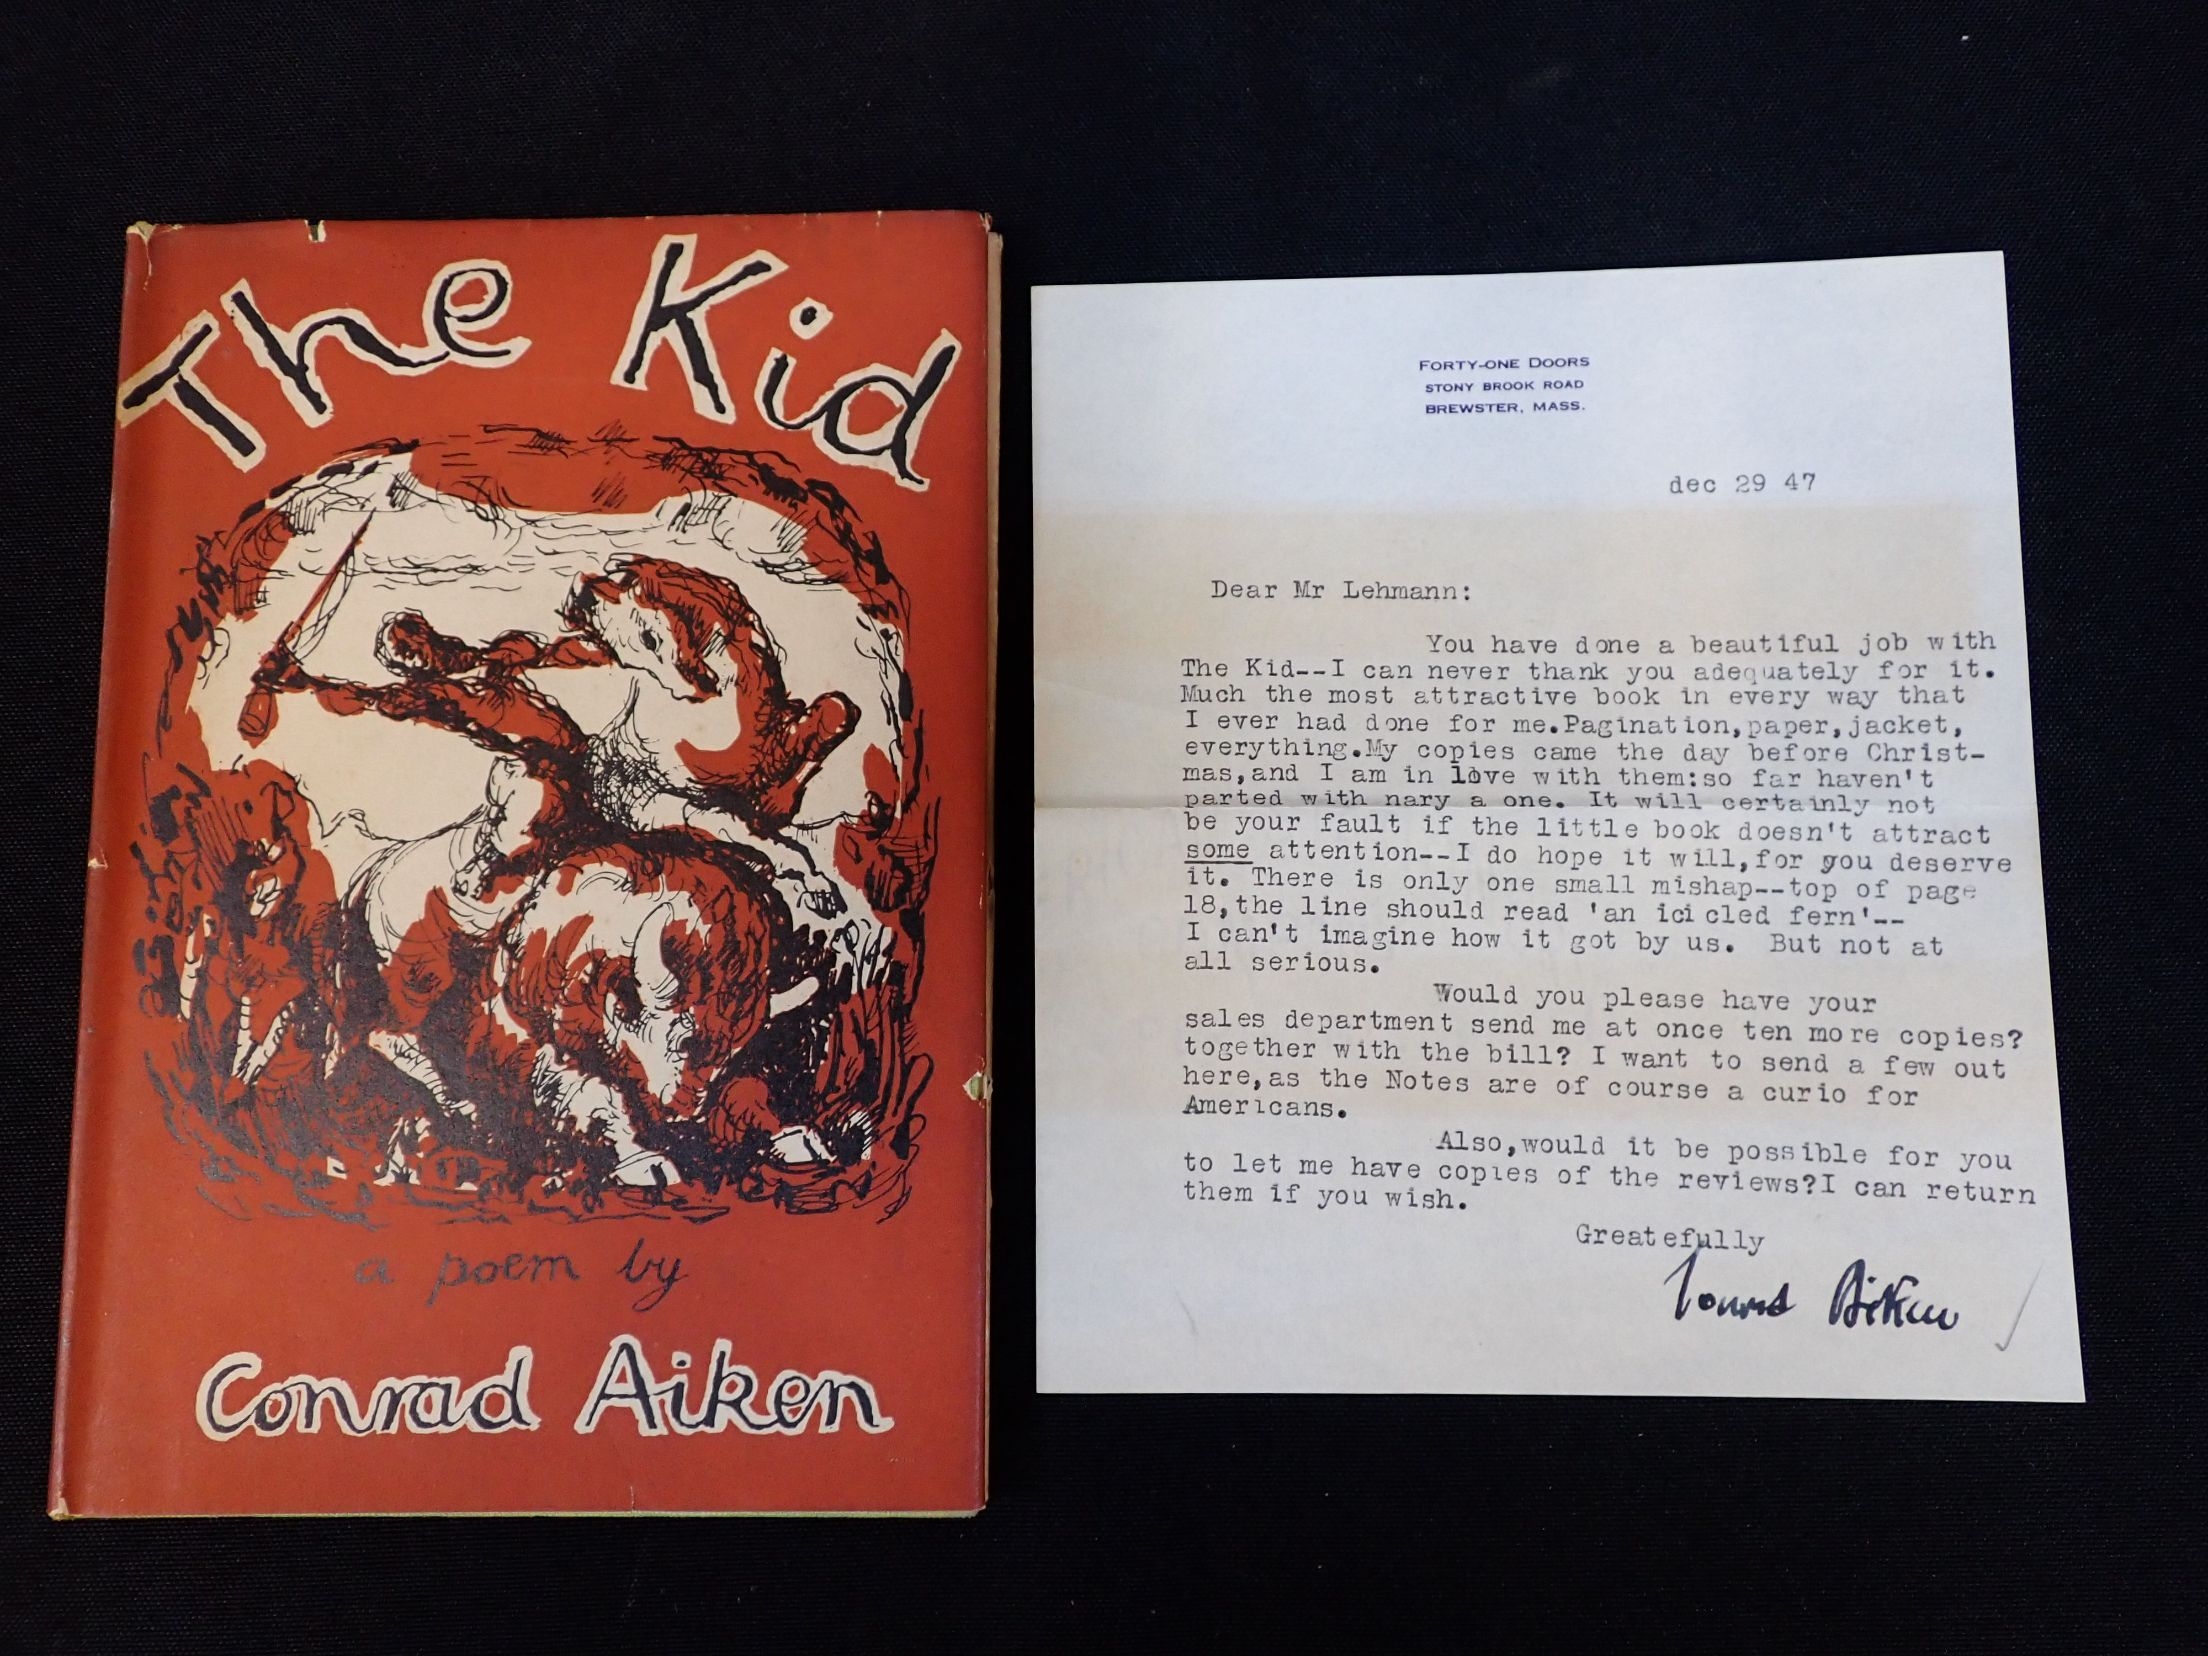 The Kid
a poem by
Conrad Aiken
FORTY-ONE DOORS
STONY BROOK ROAD
BREWSTER, MASS.
dec 29 47
Dear Mr Lehmann:
You have done a beautiful job with
The Kid--I can never thank you adequately for it.
Much the most attractive book in every way that
I ever had done for me.Pagination,paper,jacket,
everything.My copies came the day before Christ-
mas,and I am in love with them:so far haven't
parted with nary a one. It will certainly not
be your fault if the little book doesn't attract
some attention--I do hope it will,for you deserve
it. There is only one small mishap--top of page
18,the line should read 'an icicled fern'--
I can't imagine how it got by us. But not at
all serious.
Would you please have your
sales department send me at once ten more copies?
together with the bill? I want to send a few out
here,as the Notes are of course a curio for
Americans.
Also,would it be possible for you
to let me have copies of the reviews?I can return
them if you wish.
Greatefully
Conrad Aiken